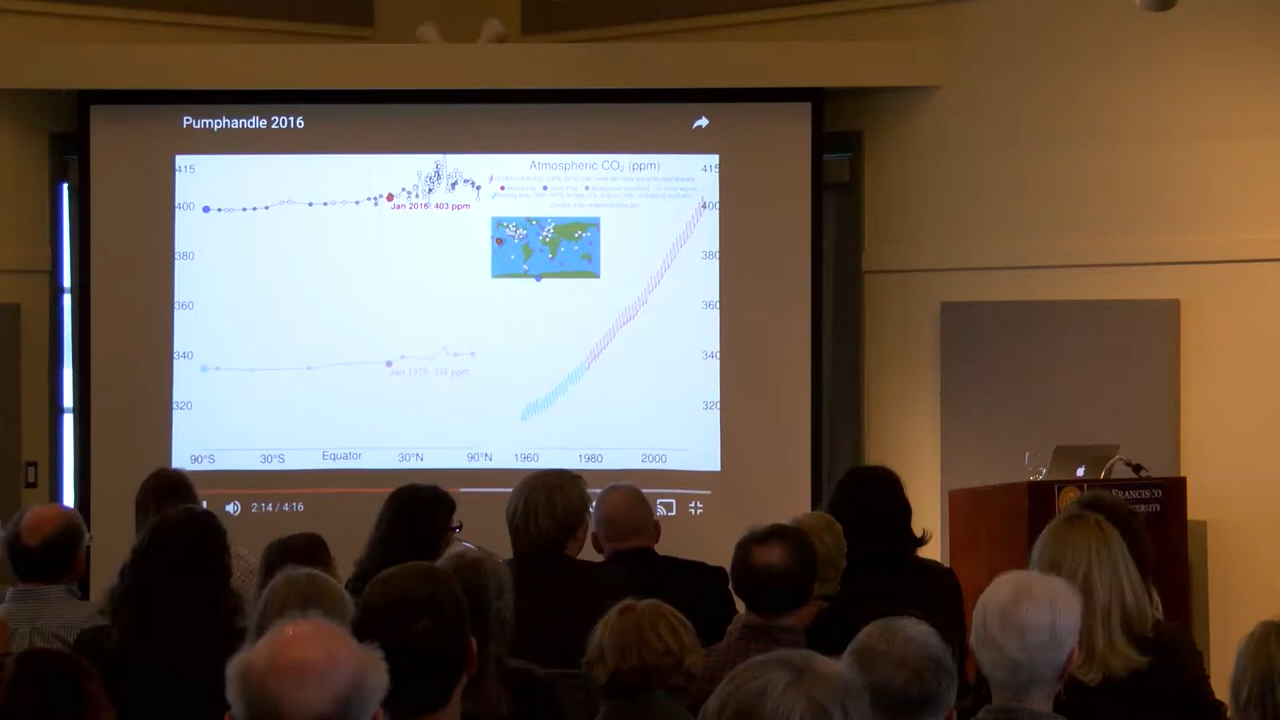 Pumphandle 2016
Atmospheric CO₂ (ppm)
415
400
380
360
340
320
Jan 2016: 403 ppm
Jan 1979: 336 ppm
415
400
380
360
340
320
90°S 30°S Equator 30°N 90°N
1960 1980 2000
2:14 / 4:16
FRANCISCO